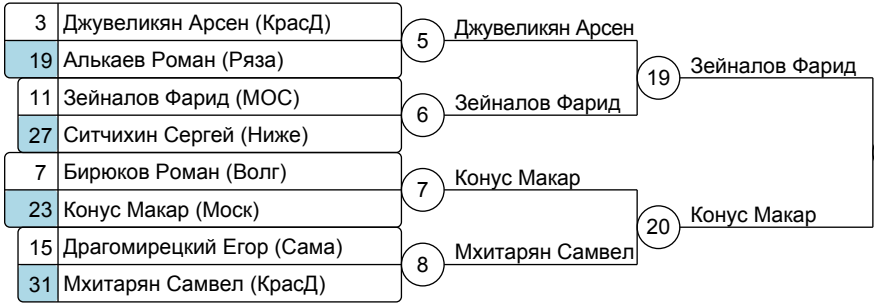 3 Джувеликян Арсен (КрасД)
19 Алькаев Роман (Ряза)
11 Зейналов Фарид (МОС)
27 Ситчихин Сергей (Ниже)
7 Бирюков Роман (Волг)
23 Конус Макар (Моск)
15 Драгомирецкий Егор (Сама)
31 Мхитарян Самвел (КрасД)
5 Джувеликян Арсен
6 Зейналов Фарид
7 Конус Макар
8 Мхитарян Самвел
19 Зейналов Фарид
20 Конус Макар